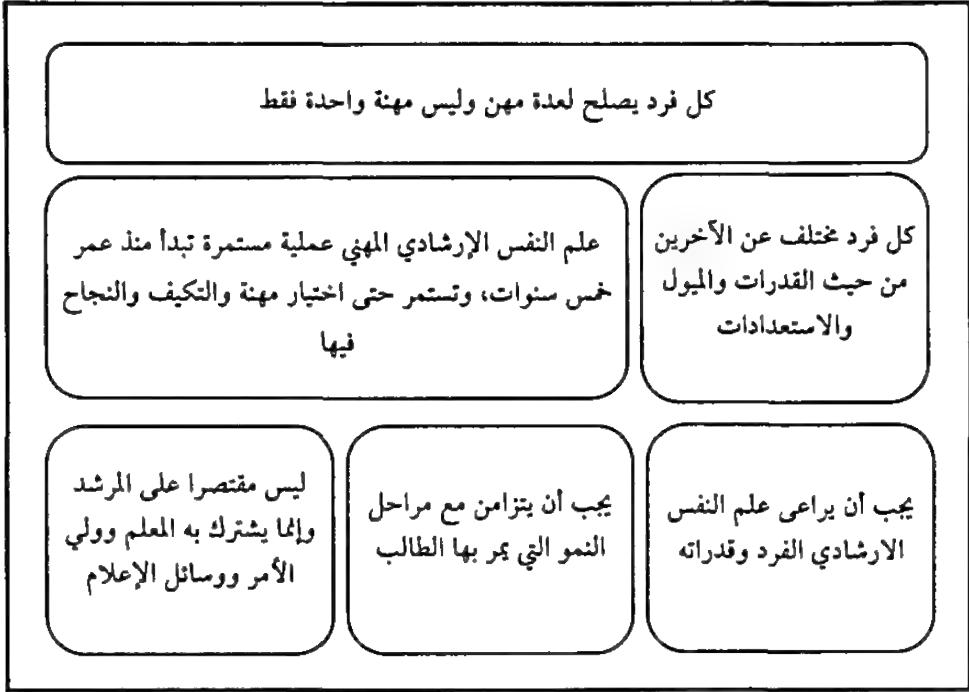 كل فرد يصلح لعدة مهن وليس مهنة واحدة فقط
كل فرد مختلف عن الآخرين
من حيث القدرات والميول
والاستعدادات
علم النفس الإرشادي المهني عملية مستمرة تبدأ منذ عمر
خمس سنوات، وتستمر حتى اختيار مهنة والتكيف والنجاح
فيها
يجب أن يراعى علم النفس
الارشادي الفرد وقدراته
يجب أن يتزامن مع مراحل
النمو التي يمر بها الطالب
ليس مقتصرا على المرشد
وإنما يشترك به المعلم وولي
الأمر ووسائل الإعلام